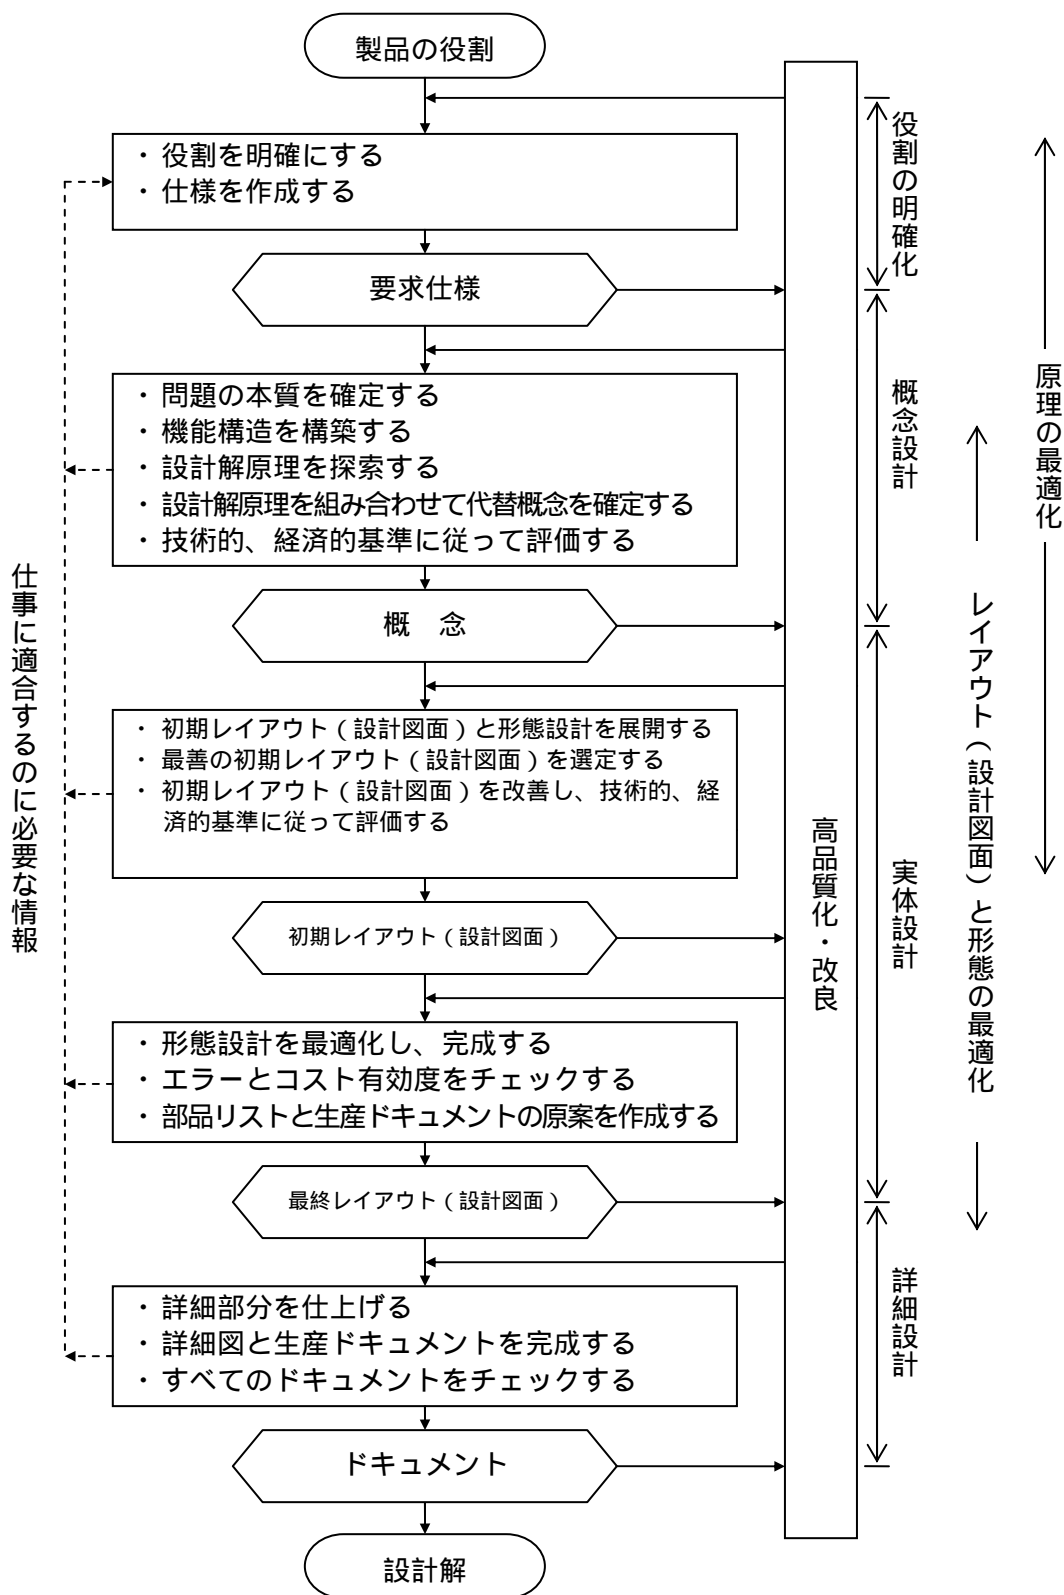 製品の役割
・ 役割を明確にする
・ 仕様を作成する
要求仕様
・ 問題の本質を確定する
・ 機能構造を構築する
・ 設計解原理を探索する
・ 設計解原理を組み合わせて代替概念を確定する
・ 技術的、経済的基準に従って評価する
概　念
・ 初期レイアウト(設計図面)と形態設計を展開する
・ 最善の初期レイアウト(設計図面)を選定する
・ 初期レイアウト(設計図面)を改善し、技術的、経
済的基準に従って評価する
初期レイアウト(設計図面)
・ 形態設計を最適化し、完成する
・ エラーとコスト有効度をチェックする
・ 部品リストと生産ドキュメントの原案を作成する
最終レイアウト(設計図面)
・ 詳細部分を仕上げる
・ 詳細図と生産ドキュメントを完成する
・ すべてのドキュメントをチェックする
ドキュメント
設計解
仕事に適合するのに必要な情報
高品質化・改良
役割の明確化
概念設計
実体設計
詳細設計
レイアウト(設計図面)と形態の最適化
原理の最適化